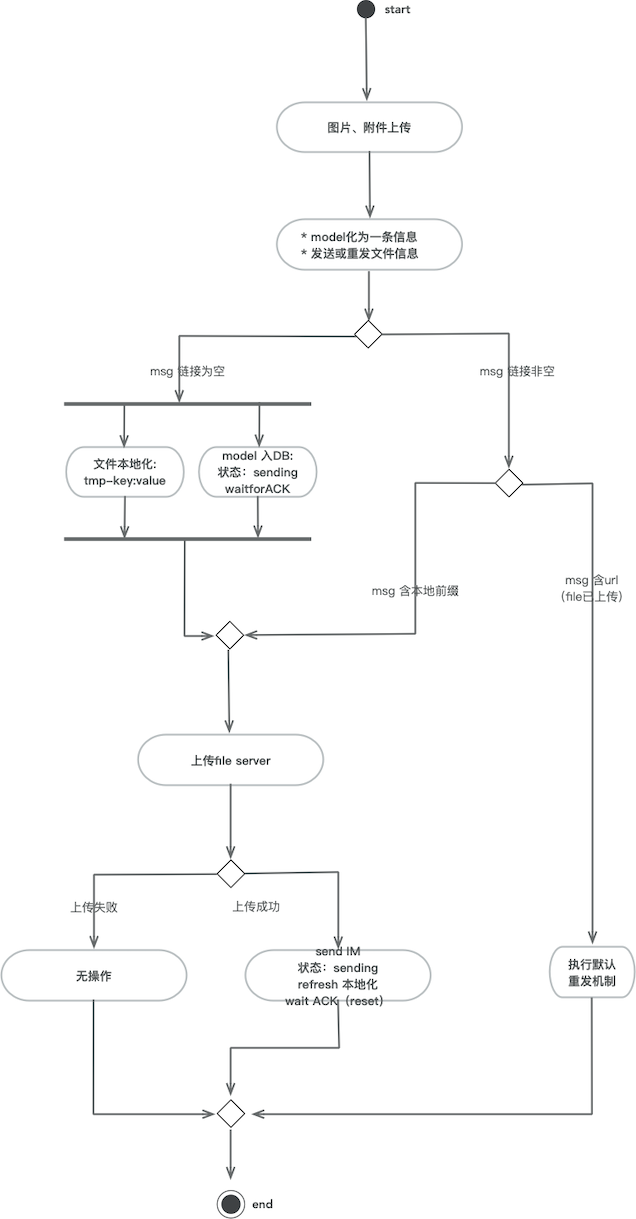 start
图片、附件上传
* model化为一条信息
* 发送或重发文件信息
msg 链接为空
msg 链接非空
文件本地化:
tmp-key:value
model 入DB:
状态：sending
waitforACK
msg 含本地前缀
msg 含url
（file已上传）
上传file server
上传失败
上传成功
无操作
send IM
状态：sending
refresh 本地化
wait ACK（reset）
执行默认
重发机制
end